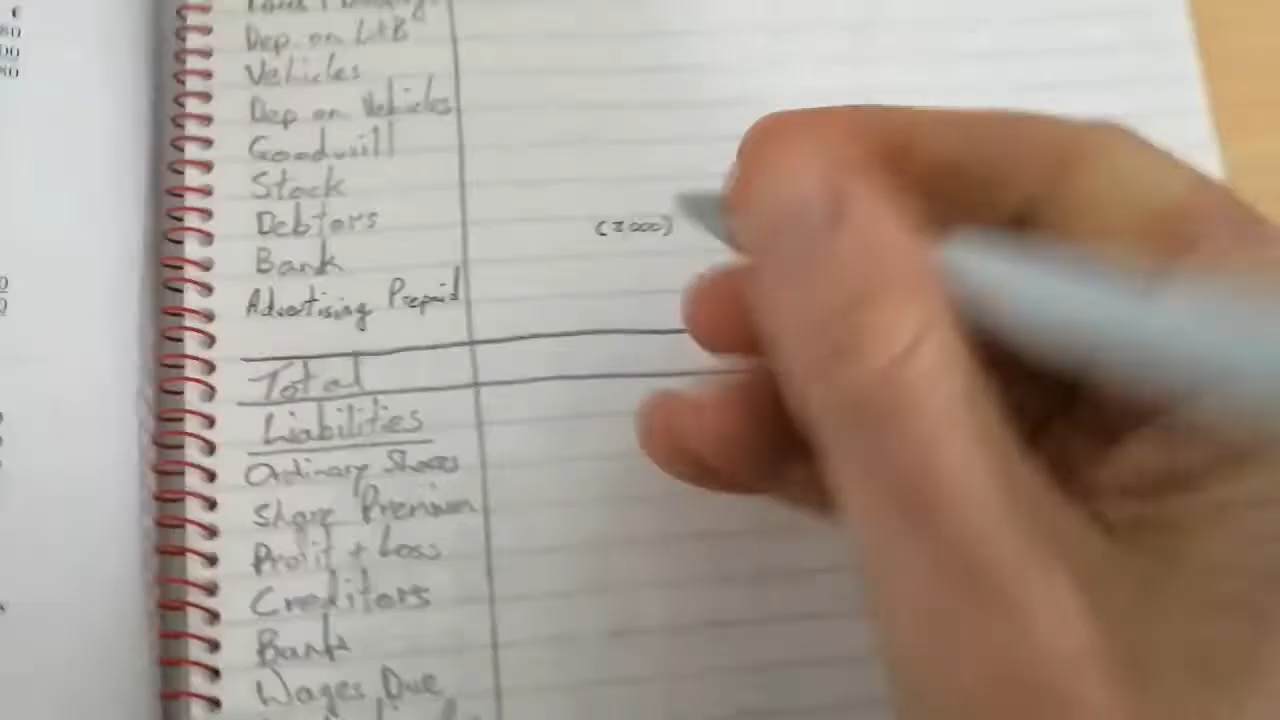 Dep on L+B
Vehicles
Dep on Vehicles
Goodwill
Stock
Debtors
Bank
Advertising Prepaid
Total
Liabilities
Ordinary Shares
Share Premium
Profit + Loss
Creditors
Bank
Wages Due